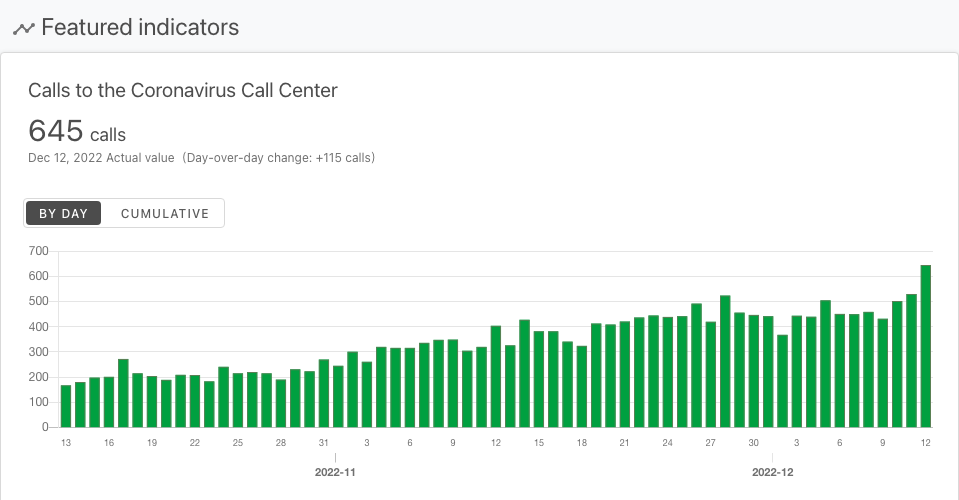 Featured indicators
Calls to the Coronavirus Call Center
645 calls
Dec 12, 2022 Actual value (Day-over-day change: +115 calls)
BY DAY CUMULATIVE
700
600
500
400
300
200
100
0
13 16 19 22 25 28 31 3 6 9 12 15 18 21 24 27 30 3 6 9 12
2022-11 2022-12